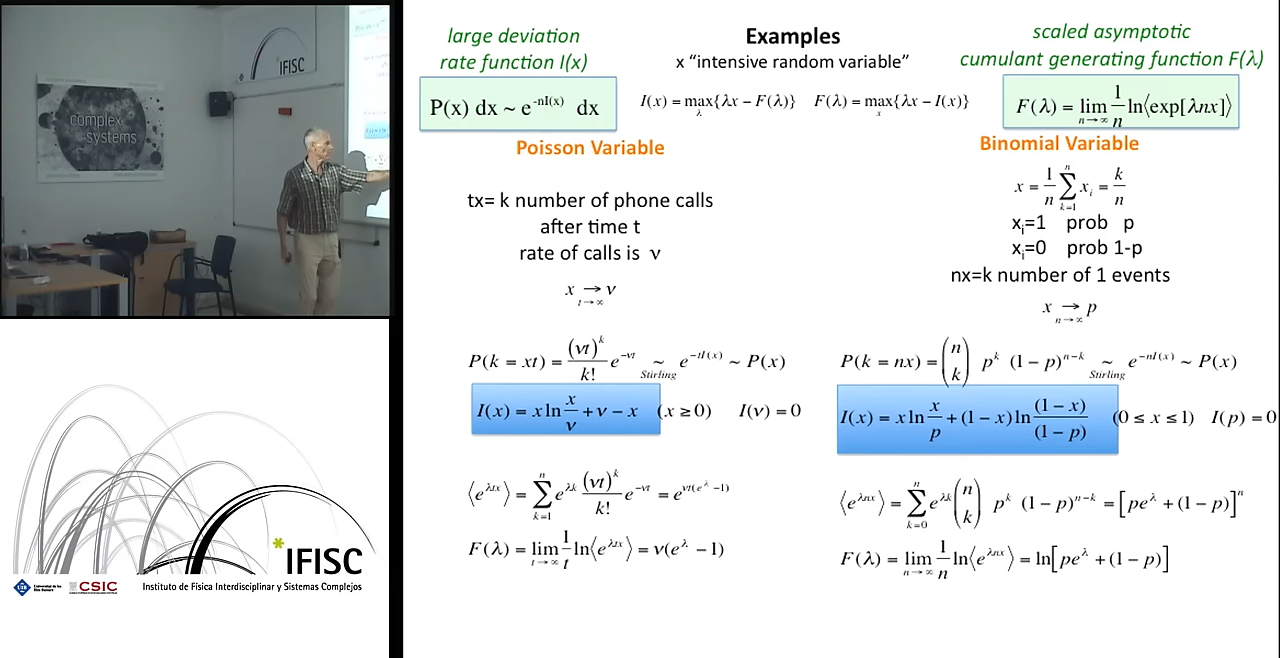 IFISC
complex
systems
large deviation
rate function I(x)
P(x) dx ~ e^{-nI(x)} dx
Examples
x “intensive random variable”
I(x) = max_λ{λx − F(λ)} F(λ) = max_x{λx − I(x)}
scaled asymptotic
cumulant generating function F(λ)
F(λ) = lim_{n→∞} 1/n ln⟨exp[λnx]⟩
Poisson Variable
tx= k number of phone calls
after time t
rate of calls is ν
x →_{t→∞} ν
P(k = xt) = (νt)^k/k! e^{−νt} ~_{Stirling} e^{−tI(x)} ~ P(x)
I(x) = x ln x/ν + ν − x (x ≥ 0) I(ν) = 0
⟨e^{λtx}⟩ = ∑_{k=1}^{n} e^{λk} (νt)^k/k! e^{−νt} = e^{νt(e^λ −1)}
F(λ) = lim_{t→∞} 1/t ln⟨e^{λtx}⟩ = ν(e^λ − 1)
Binomial Variable
x = 1/n ∑_{k=1}^{n} x_i = k/n
x_i=1 prob p
x_i=0 prob 1-p
nx=k number of 1 events
x →_{n→∞} p
P(k = nx) = (n k) p^k (1 − p)^{n−k} ~_{Stirling} e^{−nI(x)} ~ P(x)
I(x) = x ln x/p + (1 − x) ln (1 − x)/(1 − p) (0 ≤ x ≤ 1) I(p) = 0
⟨e^{λnx}⟩ = ∑_{k=0}^{n} e^{λk} (n k) p^k (1 − p)^{n−k} = [pe^λ + (1 − p)]^n
F(λ) = lim_{n→∞} 1/n ln⟨e^{λnx}⟩ = ln[pe^λ + (1 − p)]
*IFISC
CSIC
Instituto de Física Interdisciplinar y Sistemas Complejos